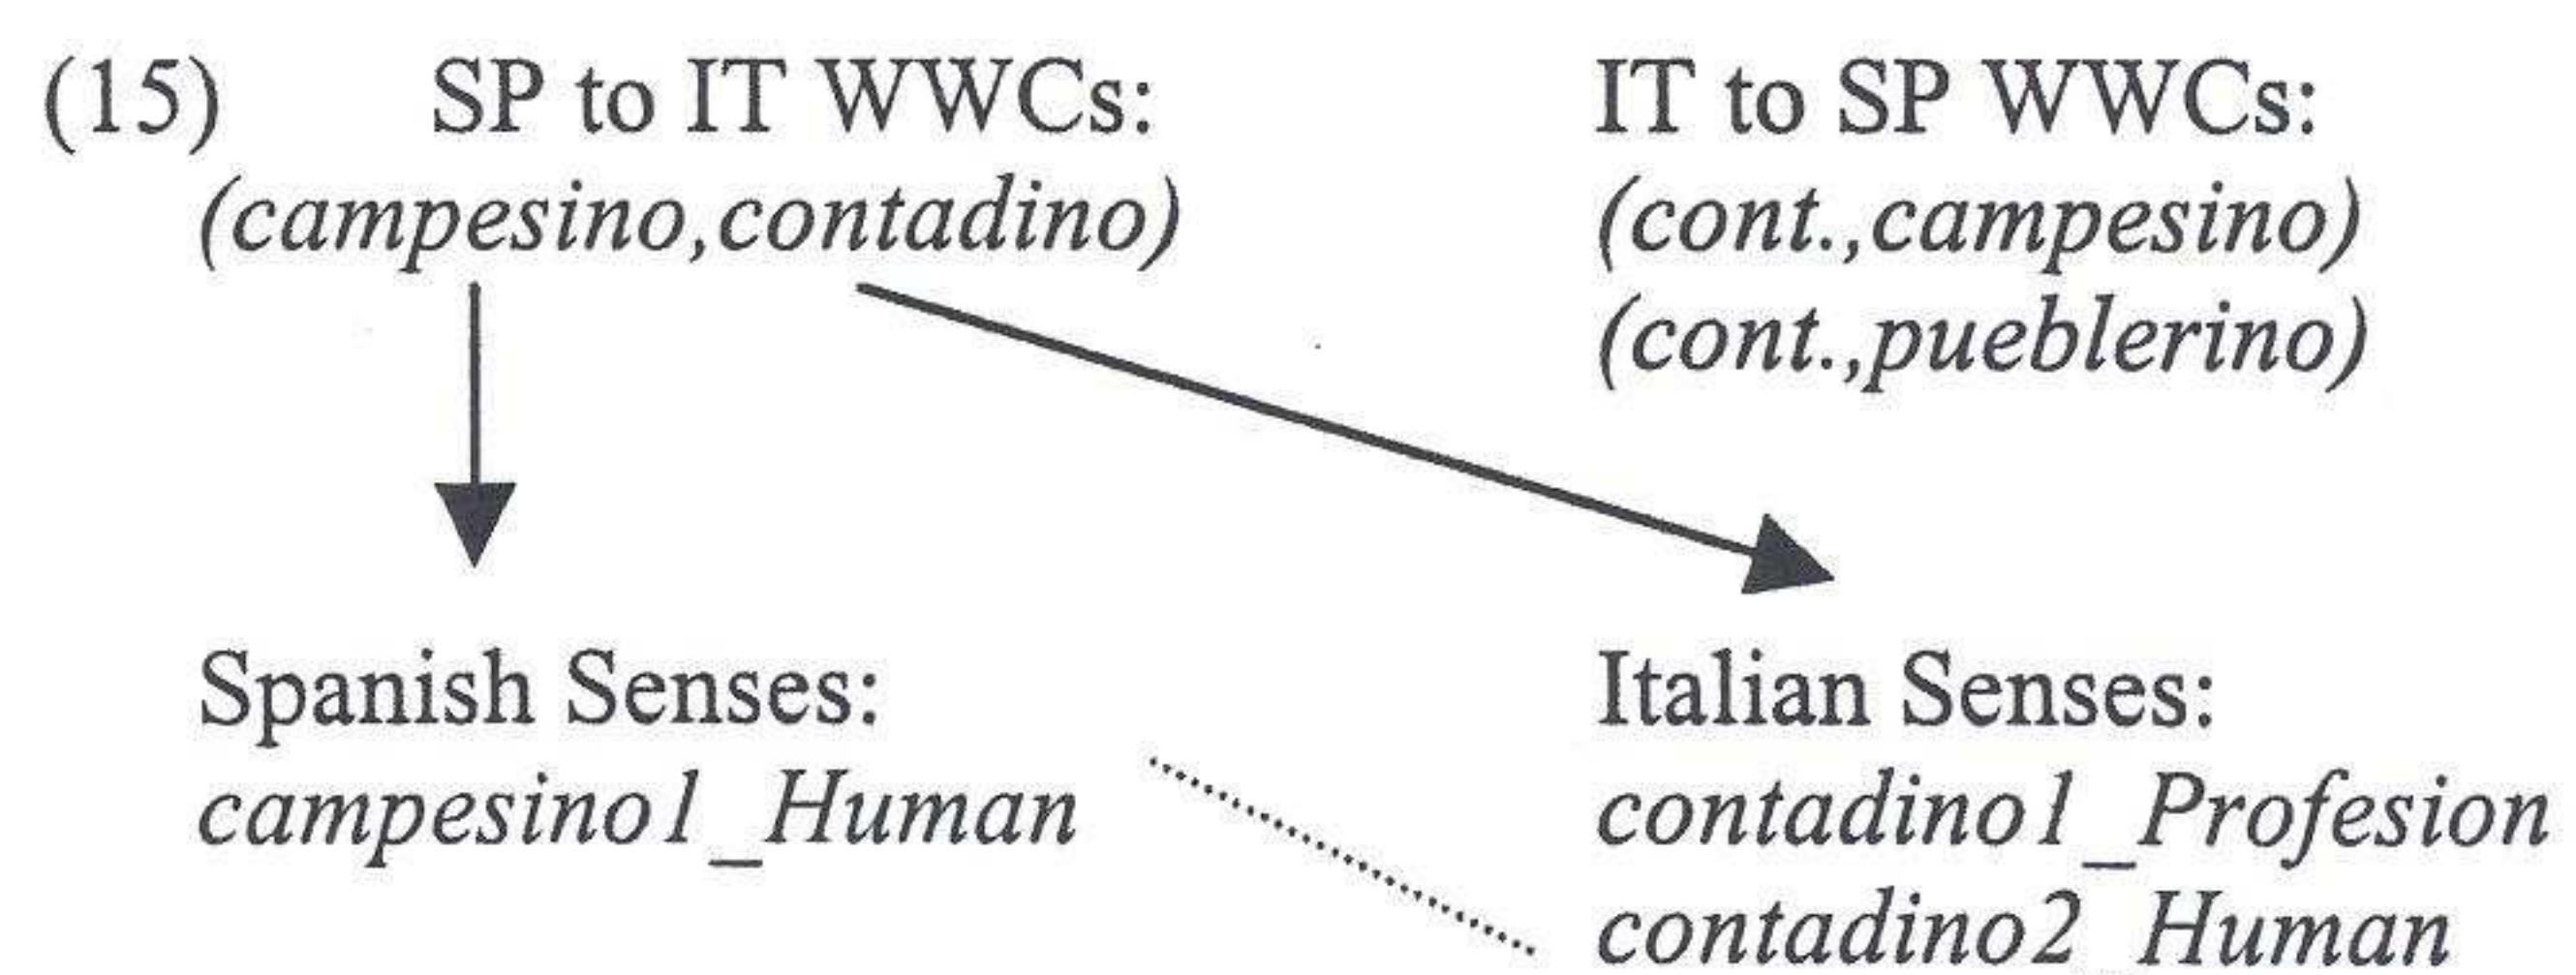 (15) SP to IT WWCs: IT to SP WWCs:
(campesino,contadino) (cont.,campesino)
(cont.,pueblerino)
Spanish Senses: Italian Senses:
campesino1_Human contadino1_Profesion
contadino2_Human